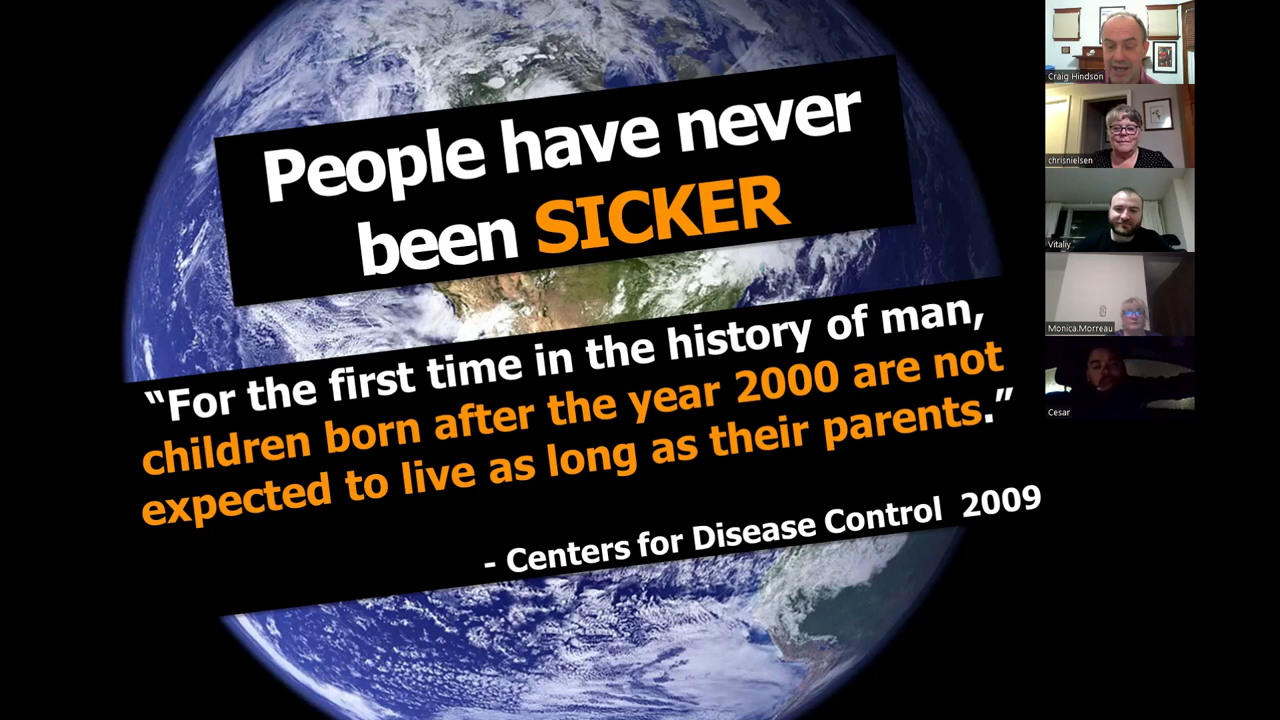 People have never
been SICKER
“For the first time in the history of man,
children born after the year 2000 are not
expected to live as long as their parents.”
- Centers for Disease Control 2009
Craig Hindson
chrisnielsen
Vitaliy
Monica.Morreau
Cesar